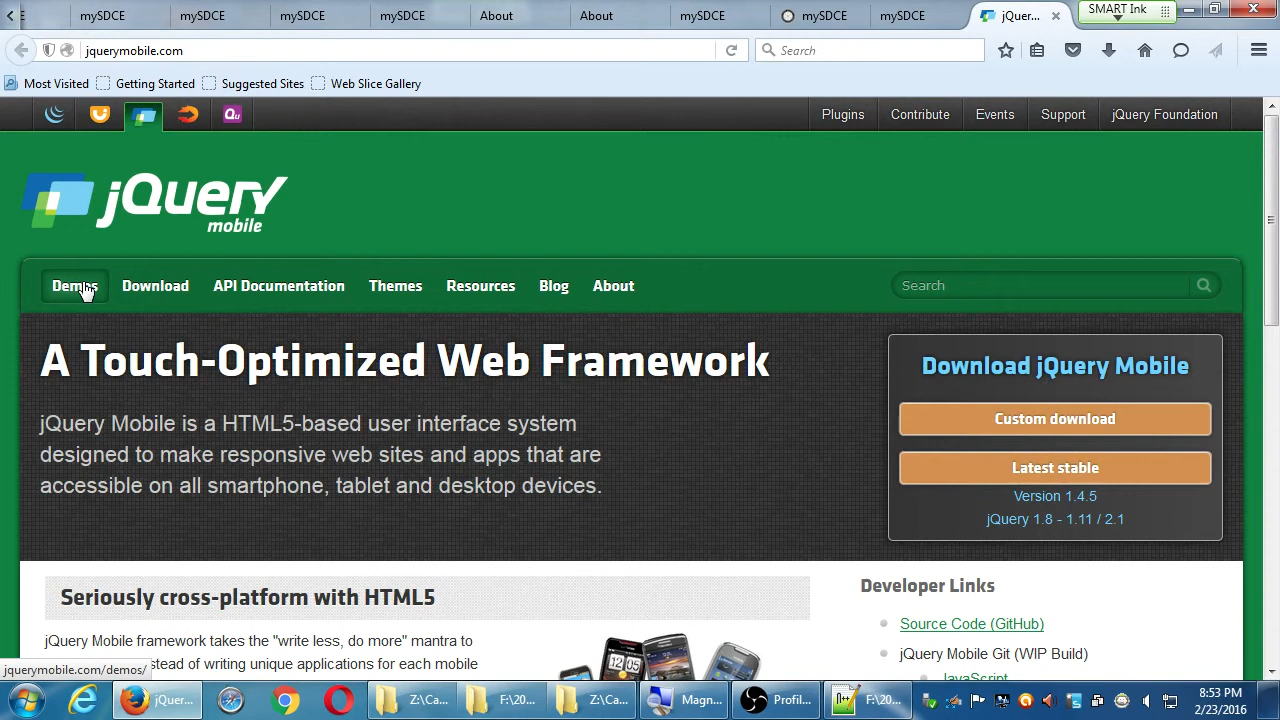 mySDCE
mySDCE
mySDCE
mySDCE
About
About
mySDCE
mySDCE
mySDCE
jQuer...
SMART Ink
jquerymobile.com
Search
Most Visited
Getting Started
Suggested Sites
Web Slice Gallery
Plugins
Contribute
Events
Support
jQuery Foundation
jQuery
mobile
Demos
Download
API Documentation
Themes
Resources
Blog
About
Search
A Touch-Optimized Web Framework
jQuery Mobile is a HTML5-based user interface system
designed to make responsive web sites and apps that are
accessible on all smartphone, tablet and desktop devices.
Download jQuery Mobile
Custom download
Latest stable
Version 1.4.5
jQuery 1.8 - 1.11 / 2.1
Seriously cross-platform with HTML5
jQuery Mobile framework takes the "write less, do more" mantra to
stead of writing unique applications for each mobile
Developer Links
Source Code (GitHub)
jQuery Mobile Git (WIP Build)
JavaScript
12:05
jquerymobile.com/demos/
jQuer...
Z:\Ca...
F:\20...
Z:\Ca...
Magn...
Profil...
F:\20...
8:53 PM
2/23/2016